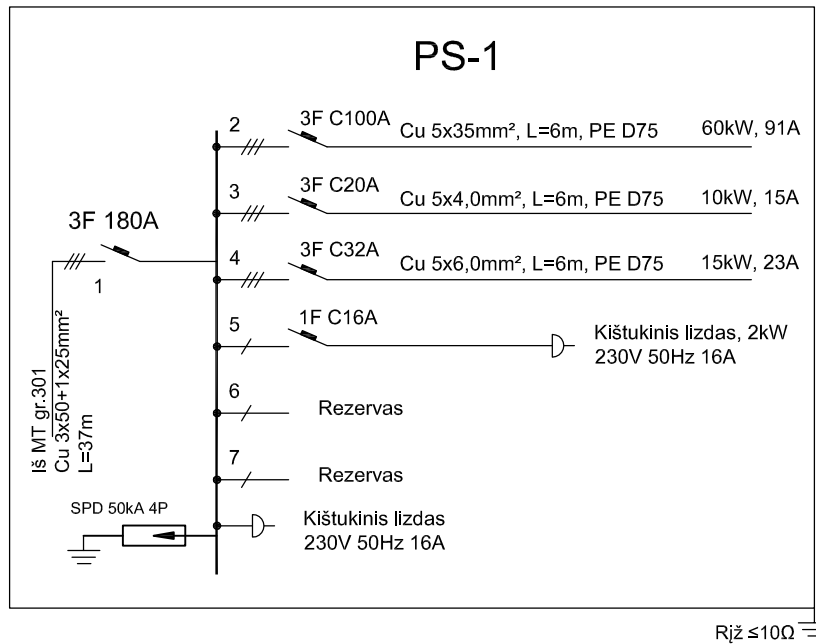 PS-1
2
3F C100A
Cu 5x35mm², L=6m, PE D75
60kW, 91A
3
3F C20A
Cu 5x4,0mm², L=6m, PE D75
10kW, 15A
3F 180A
1
4
3F C32A
Cu 5x6,0mm², L=6m, PE D75
15kW, 23A
5
1F C16A
Kištukinis lizdas, 2kW
230V 50Hz 16A
Iš MT gr.301
Cu 3x50+1x25mm²
L=37m
6
Rezervas
7
Rezervas
SPD 50kA 4P
Kištukinis lizdas
230V 50Hz 16A
Rįž ≤10Ω